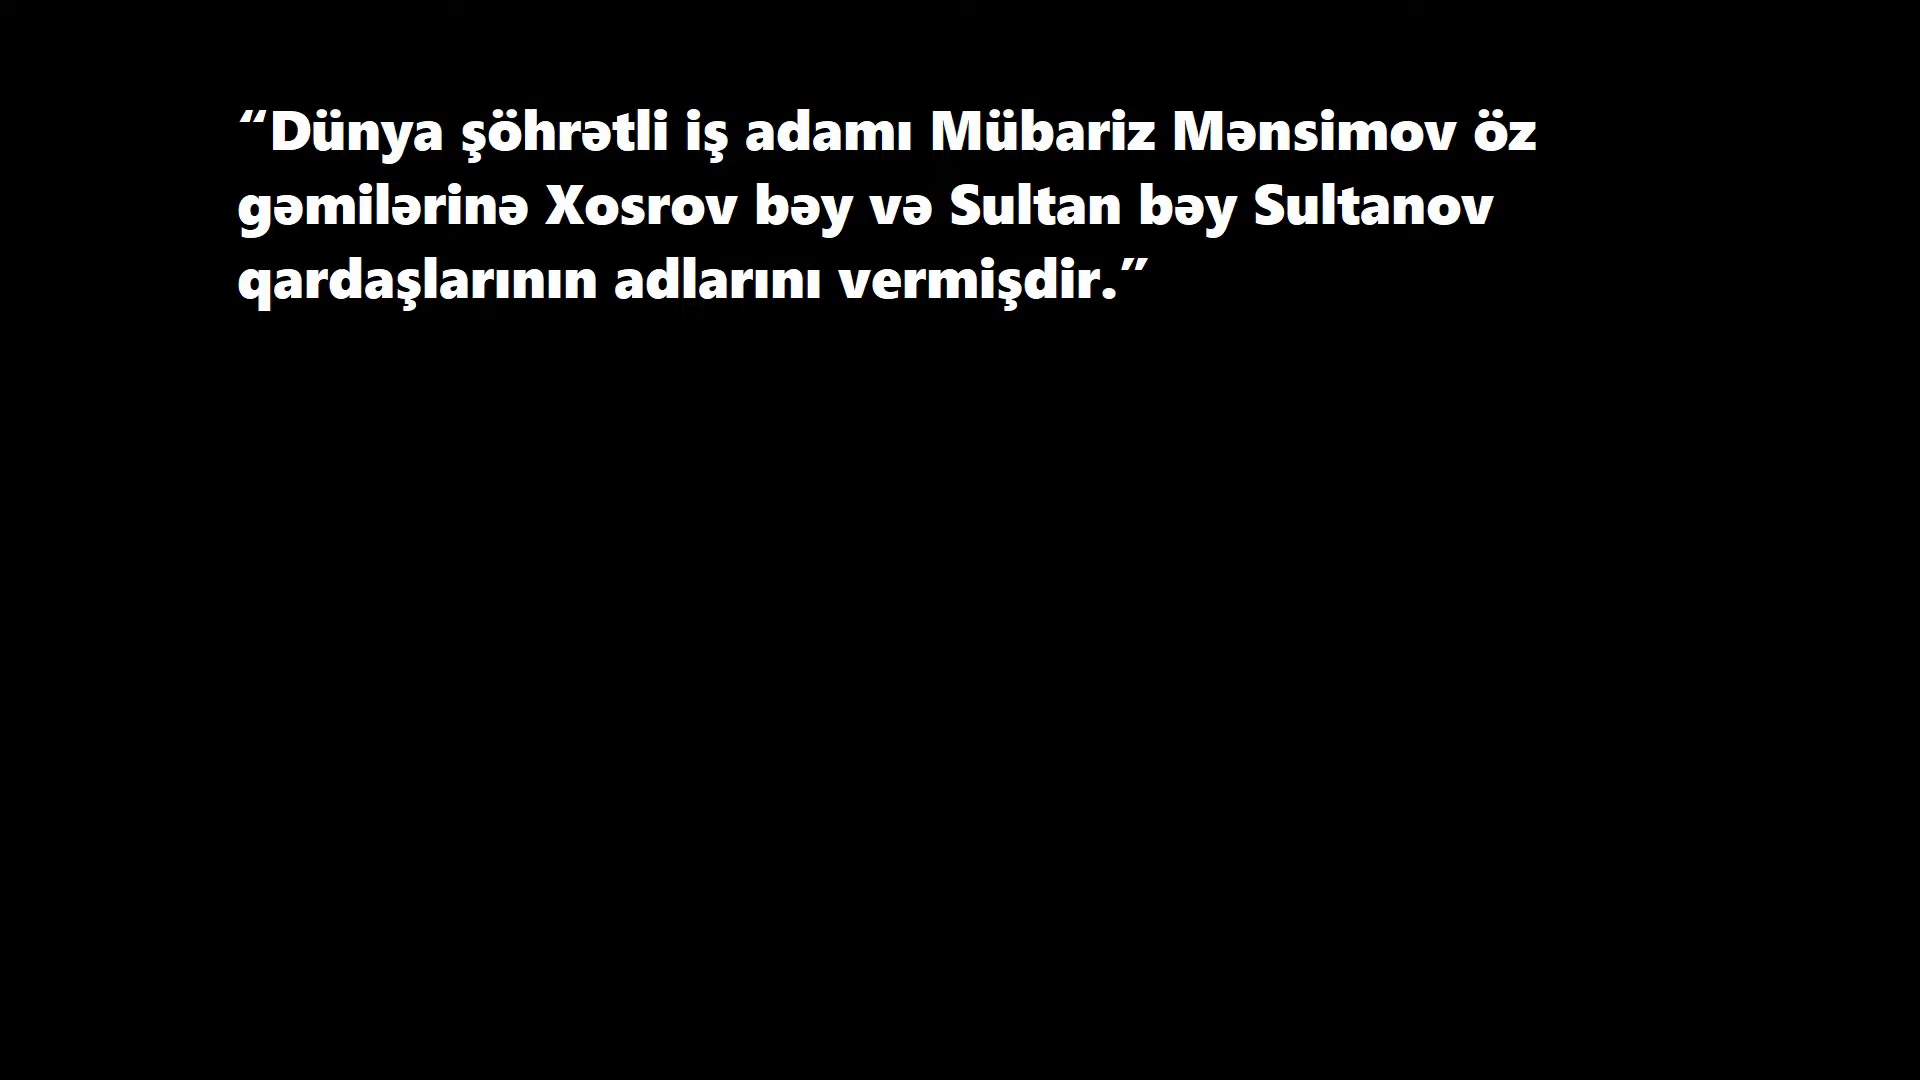 “Dünya şöhrətli iş adamı Mübariz Mənsimov öz
gəmilərinə Xosrov bəy və Sultan bəy Sultanov
qardaşlarının adlarını vermişdir.”